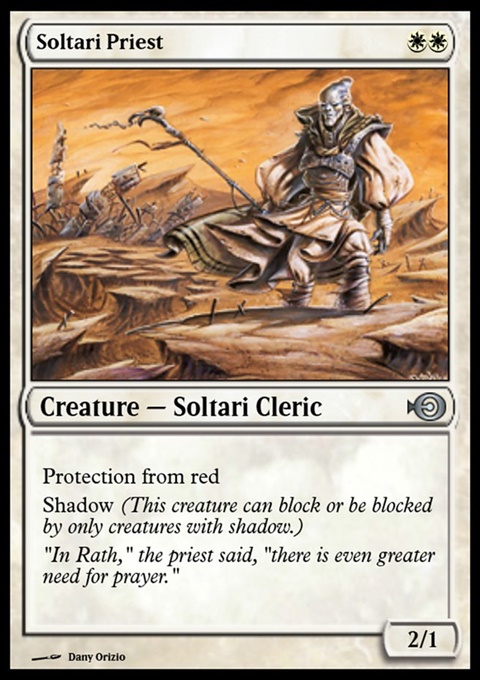 Soltari Priest
Creature — Soltari Cleric
Protection from red
Shadow (This creature can block or be blocked
by only creatures with shadow.)
"In Rath," the priest said, "there is even greater
need for prayer."
2/1
Dany Orizio